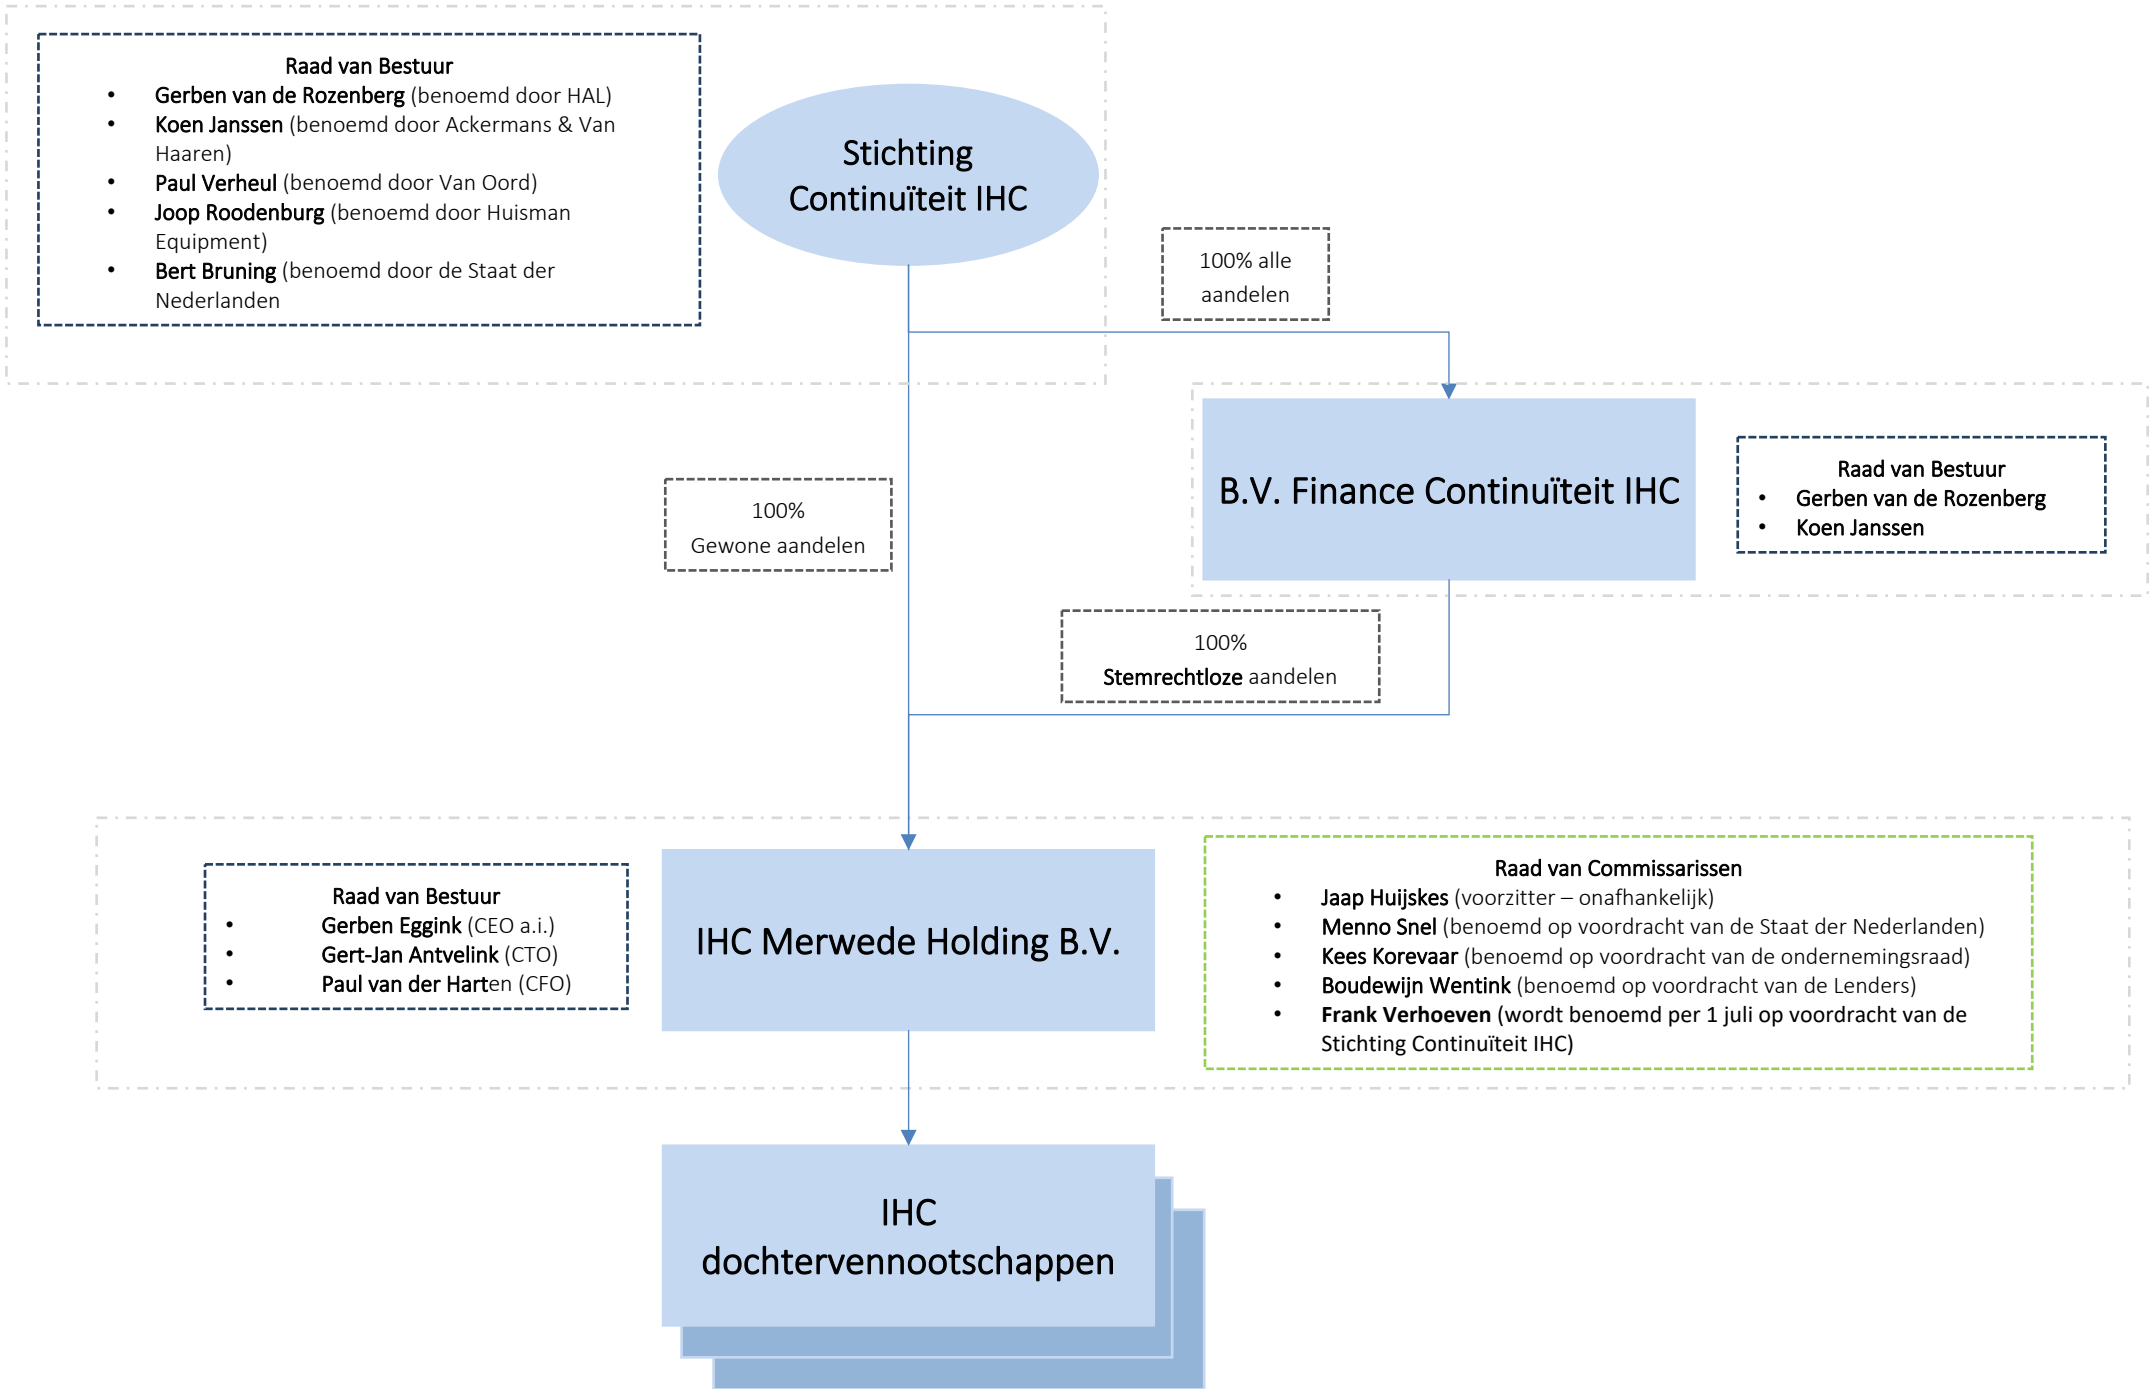 Raad van Bestuur
• Gerben van de Rozenberg (benoemd door HAL)
• Koen Janssen (benoemd door Ackermans & Van
Haaren)
• Paul Verheul (benoemd door Van Oord)
• Joop Roodenburg (benoemd door Huisman
Equipment)
• Bert Bruning (benoemd door de Staat der
Nederlanden
Stichting
Continuïteit IHC
100% alle
aandelen
B.V. Finance Continuïteit IHC
Raad van Bestuur
• Gerben van de Rozenberg
• Koen Janssen
100%
Gewone aandelen
100%
Stemrechtloze aandelen
Raad van Bestuur
• Gerben Eggink (CEO a.i.)
• Gert-Jan Antvelink (CTO)
• Paul van der Harten (CFO)
IHC Merwede Holding B.V.
Raad van Commissarissen
• Jaap Huijskes (voorzitter – onafhankelijk)
• Menno Snel (benoemd op voordracht van de Staat der Nederlanden)
• Kees Korevaar (benoemd op voordracht van de ondernemingsraad)
• Boudewijn Wentink (benoemd op voordracht van de Lenders)
• Frank Verhoeven (wordt benoemd per 1 juli op voordracht van de
Stichting Continuïteit IHC)
IHC
dochtervennootschappen